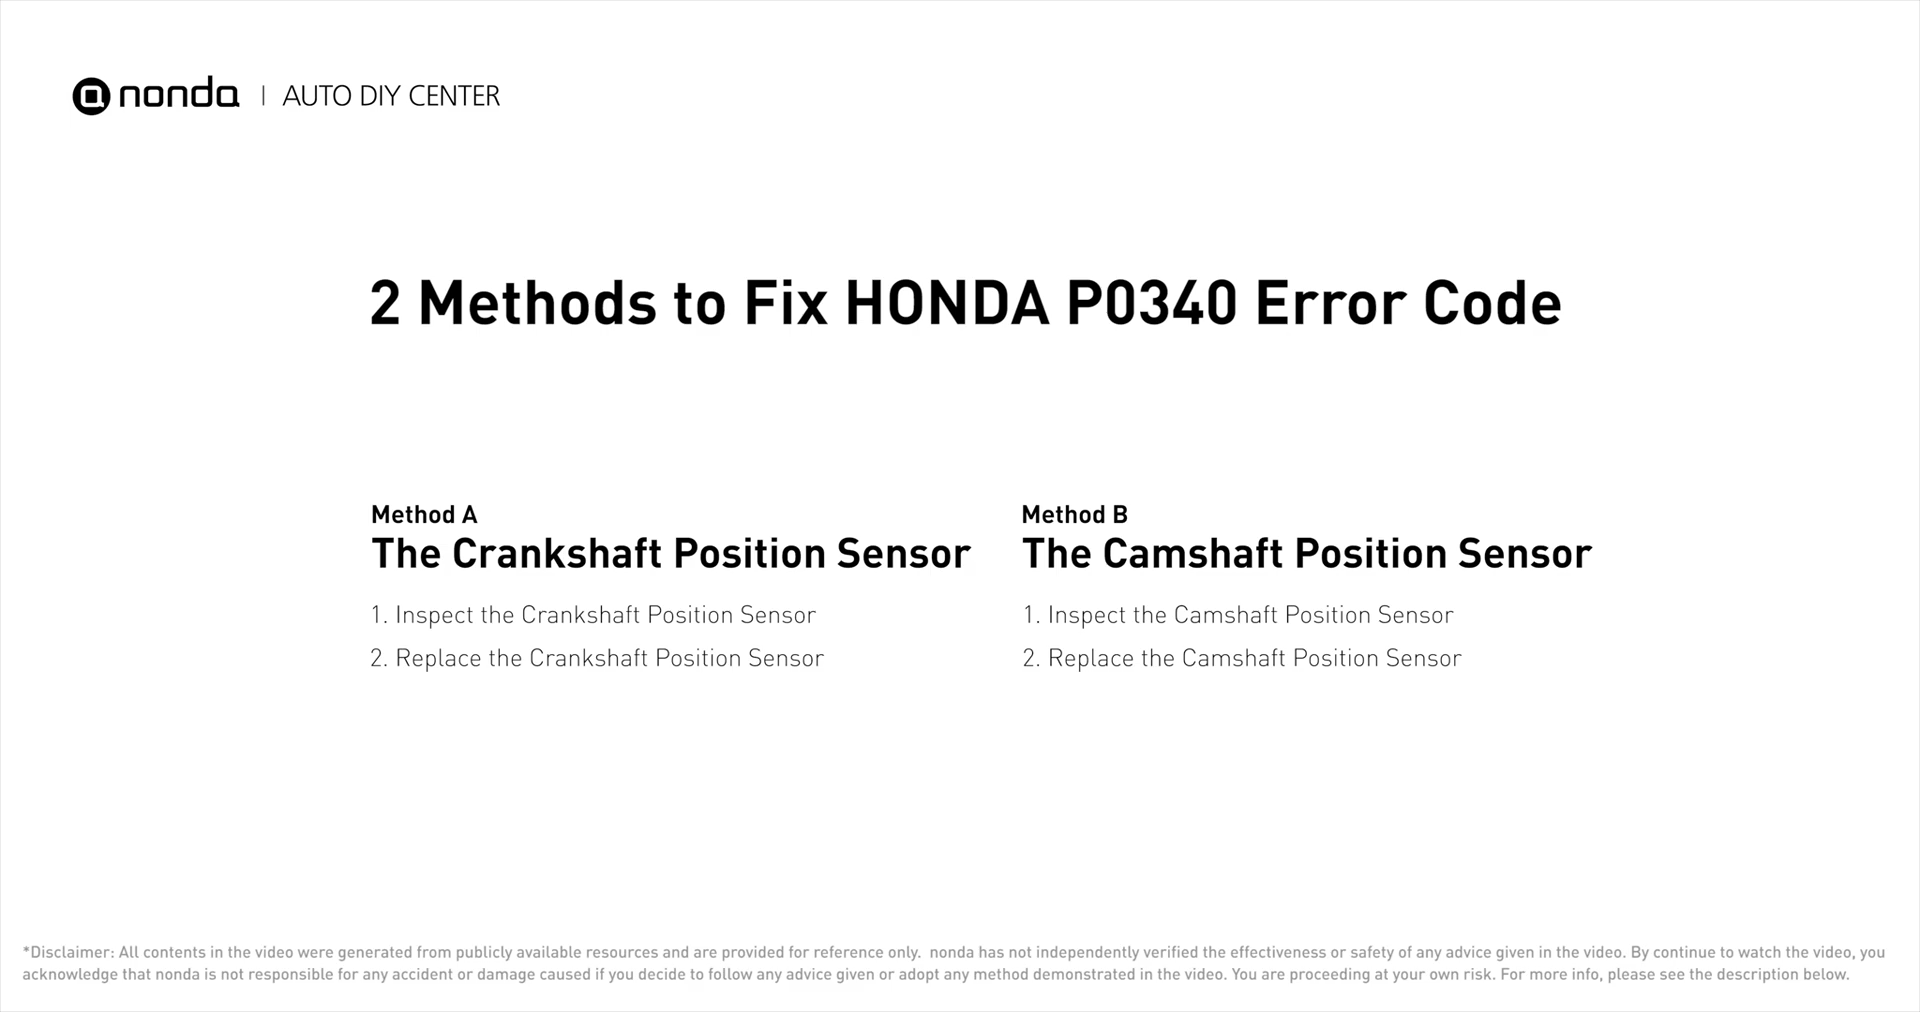 nonda | AUTO DIY CENTER
2 Methods to Fix HONDA P0340 Error Code
Method A
The Crankshaft Position Sensor
1. Inspect the Crankshaft Position Sensor
2. Replace the Crankshaft Position Sensor
Method B
The Camshaft Position Sensor
1. Inspect the Camshaft Position Sensor
2. Replace the Camshaft Position Sensor
*Disclaimer: All contents in the video were generated from publicly available resources and are provided for reference only.  nonda has not independently verified the effectiveness or safety of any advice given in the video. By continue to watch the video, you
acknowledge that nonda is not responsible for any accident or damage caused if you decide to follow any advice given or adopt any method demonstrated in the video. You are proceeding at your own risk. For more info, please see the description below.